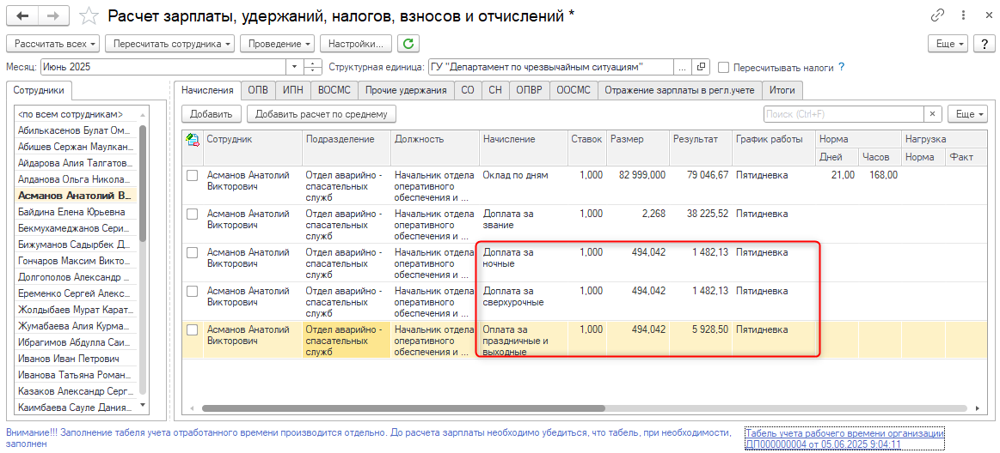 Расчет зарплаты, удержаний, налогов, взносов и отчислений *
Рассчитать всех
Пересчитать сотрудника
Проведение
Настройки...
Еще
?
Месяц:
Июнь 2025
Структурная единица:
ГУ "Департамент по чрезвычайным ситуациям"
...
Пересчитывать налоги
?
Сотрудники
<по всем сотрудникам>
Абилькасенов Булат Ом...
Абишев Сержан Маулкан...
Айдарова Алия Талгатов...
Алданова Ольга Никола...
Асманов Анатолий В...
Байдина Елена Юрьевна
Бекмухамеджанов Сери...
Бижуманов Садырбек Д...
Гончаров Максим Викто...
Долгополов Александр ...
Еременко Сергей Алекс...
Жолдыбаев Мурат Карат...
Жумабаева Алия Курма...
Ибрагимов Абдулла Саи...
Иванов Иван Петрович
Иванова Татьяна Роман...
Казаков Александр Серг...
Каимбаева Сауле Дания...
Начисления
ОПВ
ИПН
ВОСМС
Прочие удержания
СО
СН
ОПВР
ООСМС
Отражение зарплаты в регл.учете
Итоги
Добавить
Добавить расчет по среднему
Поиск (Ctrl+F)
×
Еще
Сотрудник
Подразделение
Должность
Начисление
Ставок
Размер
Результат
График работы
Норма
Нагрузка
Дней
Часов
Норма
Факт
Асманов Анатолий Отдел аварийно - Начальник отдела Оклад по дням 1,000 82 999,000 79 046,67 Пятидневка 21,00 168,00
Викторович спасательных оперативного
служб обеспечения и ...
Асманов Анатолий Отдел аварийно - Начальник отдела Доплата за 1,000 2,268 38 225,52 Пятидневка
Викторович спасательных оперативного звание
служб обеспечения и ...
Асманов Анатолий Отдел аварийно - Начальник отдела Доплата за 1,000 494,042 1 482,13 Пятидневка
Викторович спасательных оперативного ночные
служб обеспечения и ...
Асманов Анатолий Отдел аварийно - Начальник отдела Доплата за 1,000 494,042 1 482,13 Пятидневка
Викторович спасательных оперативного сверхурочные
служб обеспечения и ...
Асманов Анатолий Отдел аварийно - Начальник отдела Оплата за 1,000 494,042 5 928,50 Пятидневка
Викторович спасательных оперативного праздничные и
служб обеспечения и ... выходные
Внимание!!! Заполнение табеля учета отработанного времени производится отдельно. До расчета зарплаты необходимо убедиться, что табель, при необходимости,
заполнен
Табель учета рабочего времени организации
ДП000000004 от 05.06.2025 9:04:11